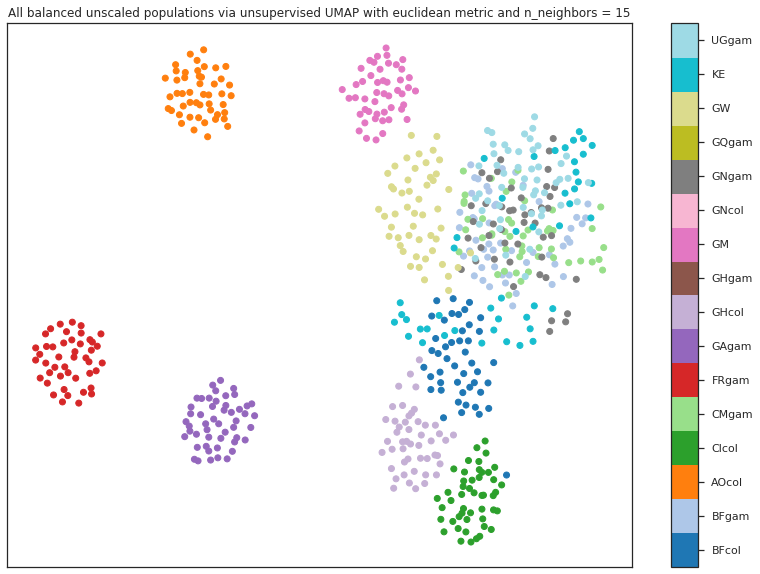 All balanced unscaled populations via unsupervised UMAP with euclidean metric and n_neighbors = 15
UGgam
KE
GW
GQgam
GNgam
GNcol
GM
GHgam
GHcol
GAgam
FRgam
CMgam
CIcol
AOcol
BFgam
BFcol